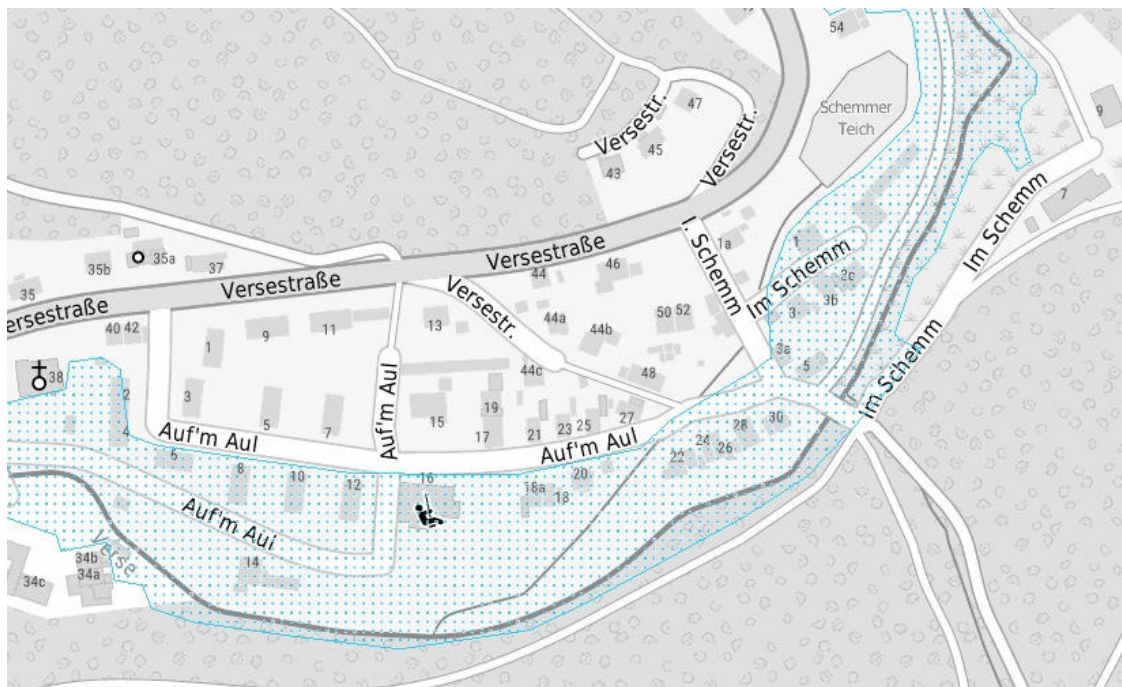 54
47
Versestr.
Versestr.
45
43
Schemmer
Teich
9
7
Im Schemm
35b
35a
37
35
Versestraße
Versestraße
ersestraße
44
46
I. Schemm
1a
1
Im Schemm
2c
3b
3
3a
5
Versestr.
40
42
1
9
11
13
44a
44b
50
52
44c
48
38
2
4
3
5
7
Auf'm Aul
15
19
17
21
23
25
27
Auf'm Aul
Auf'm Aul
30
28
26
24
22
Im Schemm
6
8
10
12
16
18a
18
20
Auf'm Aui
14
Verse
34b
34a
34c